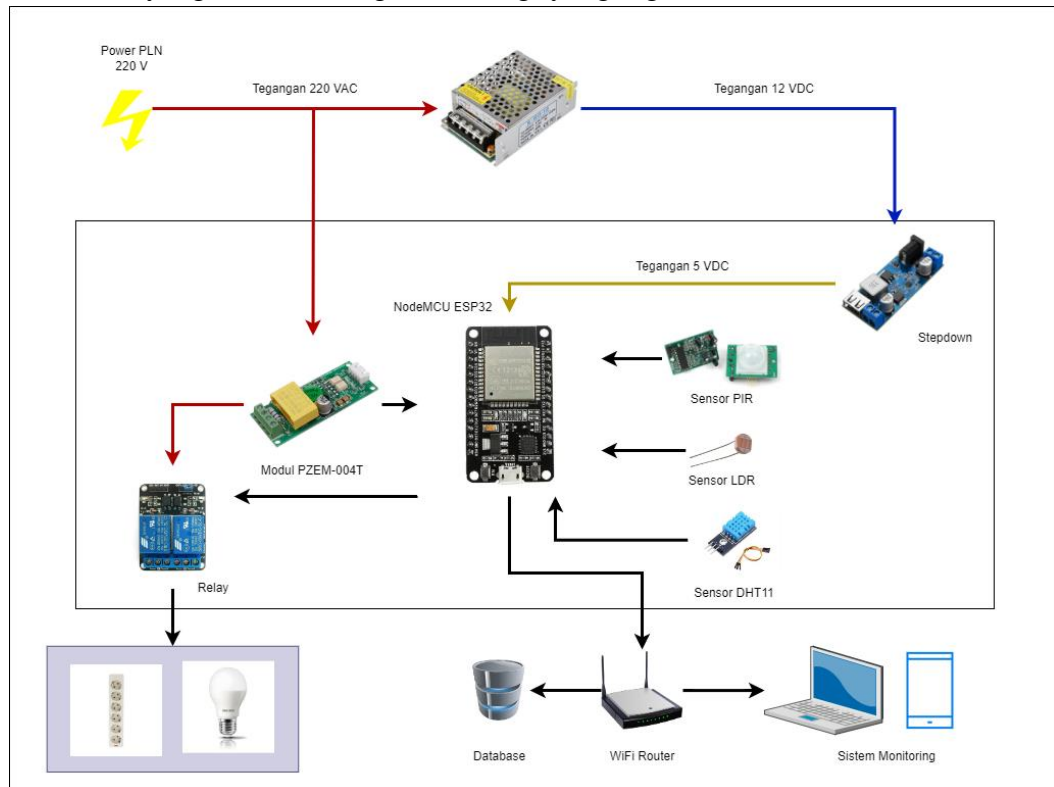 Power PLN
220 V
Tegangan 220 VAC
Tegangan 12 VDC
Tegangan 5 VDC
NodeMCU ESP32
Stepdown
Sensor PIR
Modul PZEM-004T
Sensor LDR
Relay
Sensor DHT11
Database
WiFi Router
Sistem Monitoring